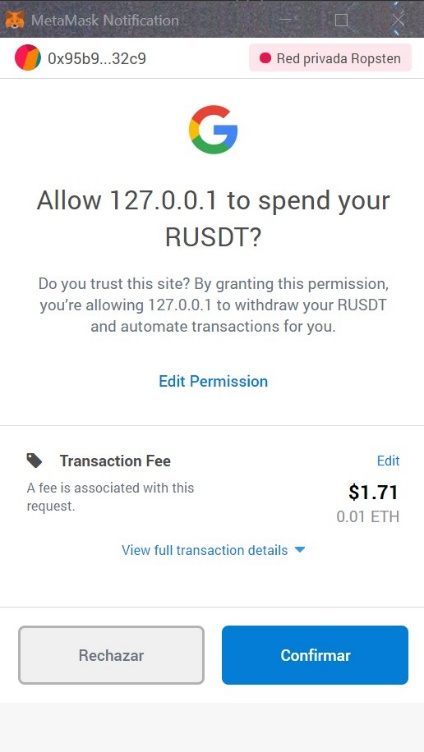 MetaMask Notification
0x95b9...32c9
Red privada Ropsten
Allow 127.0.0.1 to spend your
RUSDT?
Do you trust this site? By granting this permission,
you're allowing 127.0.0.1 to withdraw your RUSDT
and automate transactions for you.
Edit Permission
Transaction Fee
Edit
A fee is associated with this
request.
$1.71
0.01 ETH
View full transaction details
Rechazar
Confirmar